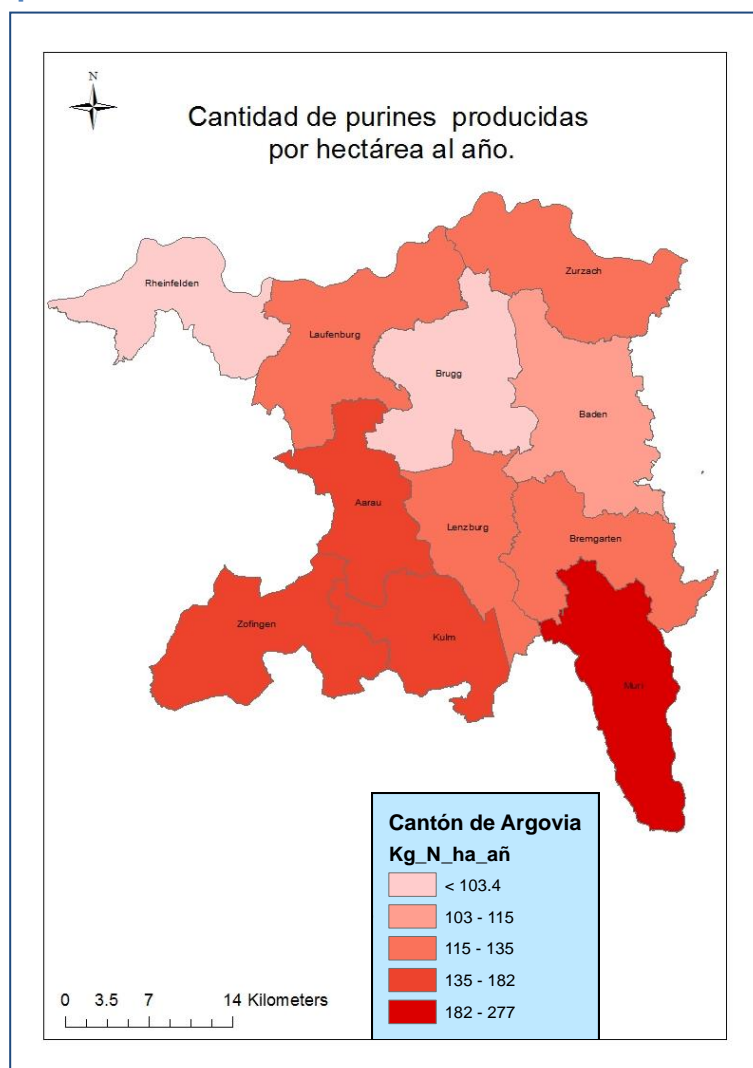 N
Cantidad de purines producidas
por hectárea al año.
Zurzach
Rheinfelden
Laufenburg
Brugg
Baden
Aarau
Lenzburg
Bremgarten
Zofingen
Kulm
Muri
Cantón de Argovia
Kg_N_ha_añ
< 103.4
103 - 115
115 - 135
135 - 182
182 - 277
0 3.5 7 14 Kilometers